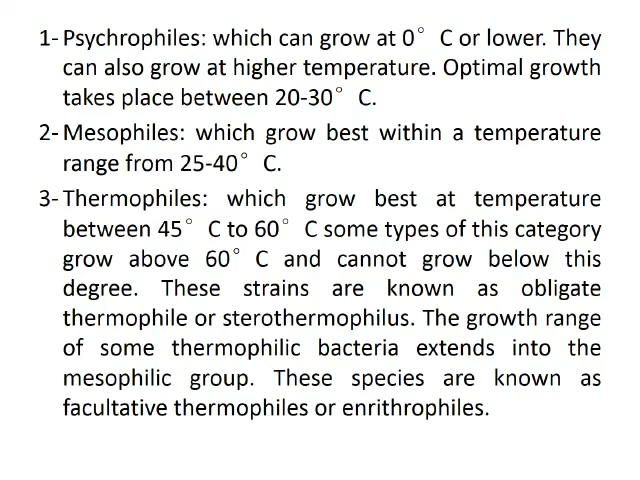 1- Psychrophiles: which can grow at 0° C or lower. They
can also grow at higher temperature. Optimal growth
takes place between 20-30° C.
2- Mesophiles: which grow best within a temperature
range from 25-40° C.
3- Thermophiles: which grow best at temperature
between 45° C to 60° C some types of this category
grow above 60° C and cannot grow below this
degree. These strains are known as obligate
thermophile or sterothermophilus. The growth range
of some thermophilic bacteria extends into the
mesophilic group. These species are known as
facultative thermophiles or enrithrophiles.